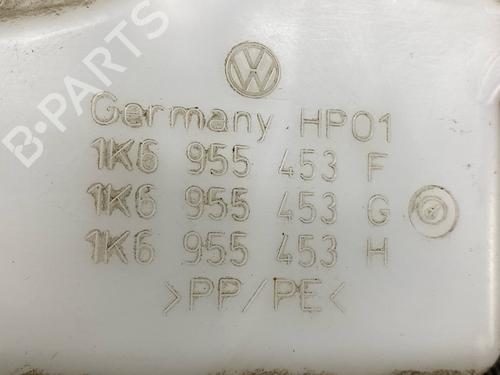 B-PARTS
Germany HP01
1K6 955 453 F
1K6 955 453 G
1K6 955 453 H
>PP/PE<